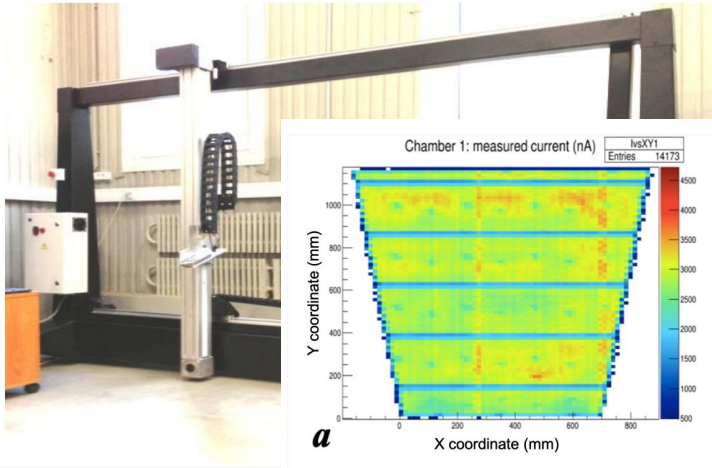 Chamber 1: measured current (nA)
IvsXY1
Entries 14173
4500
4000
3500
3000
2500
2000
1500
1000
500
Y coordinate (mm)
1000
800
600
400
200
0
0 200 400 600 800
X coordinate (mm)
a